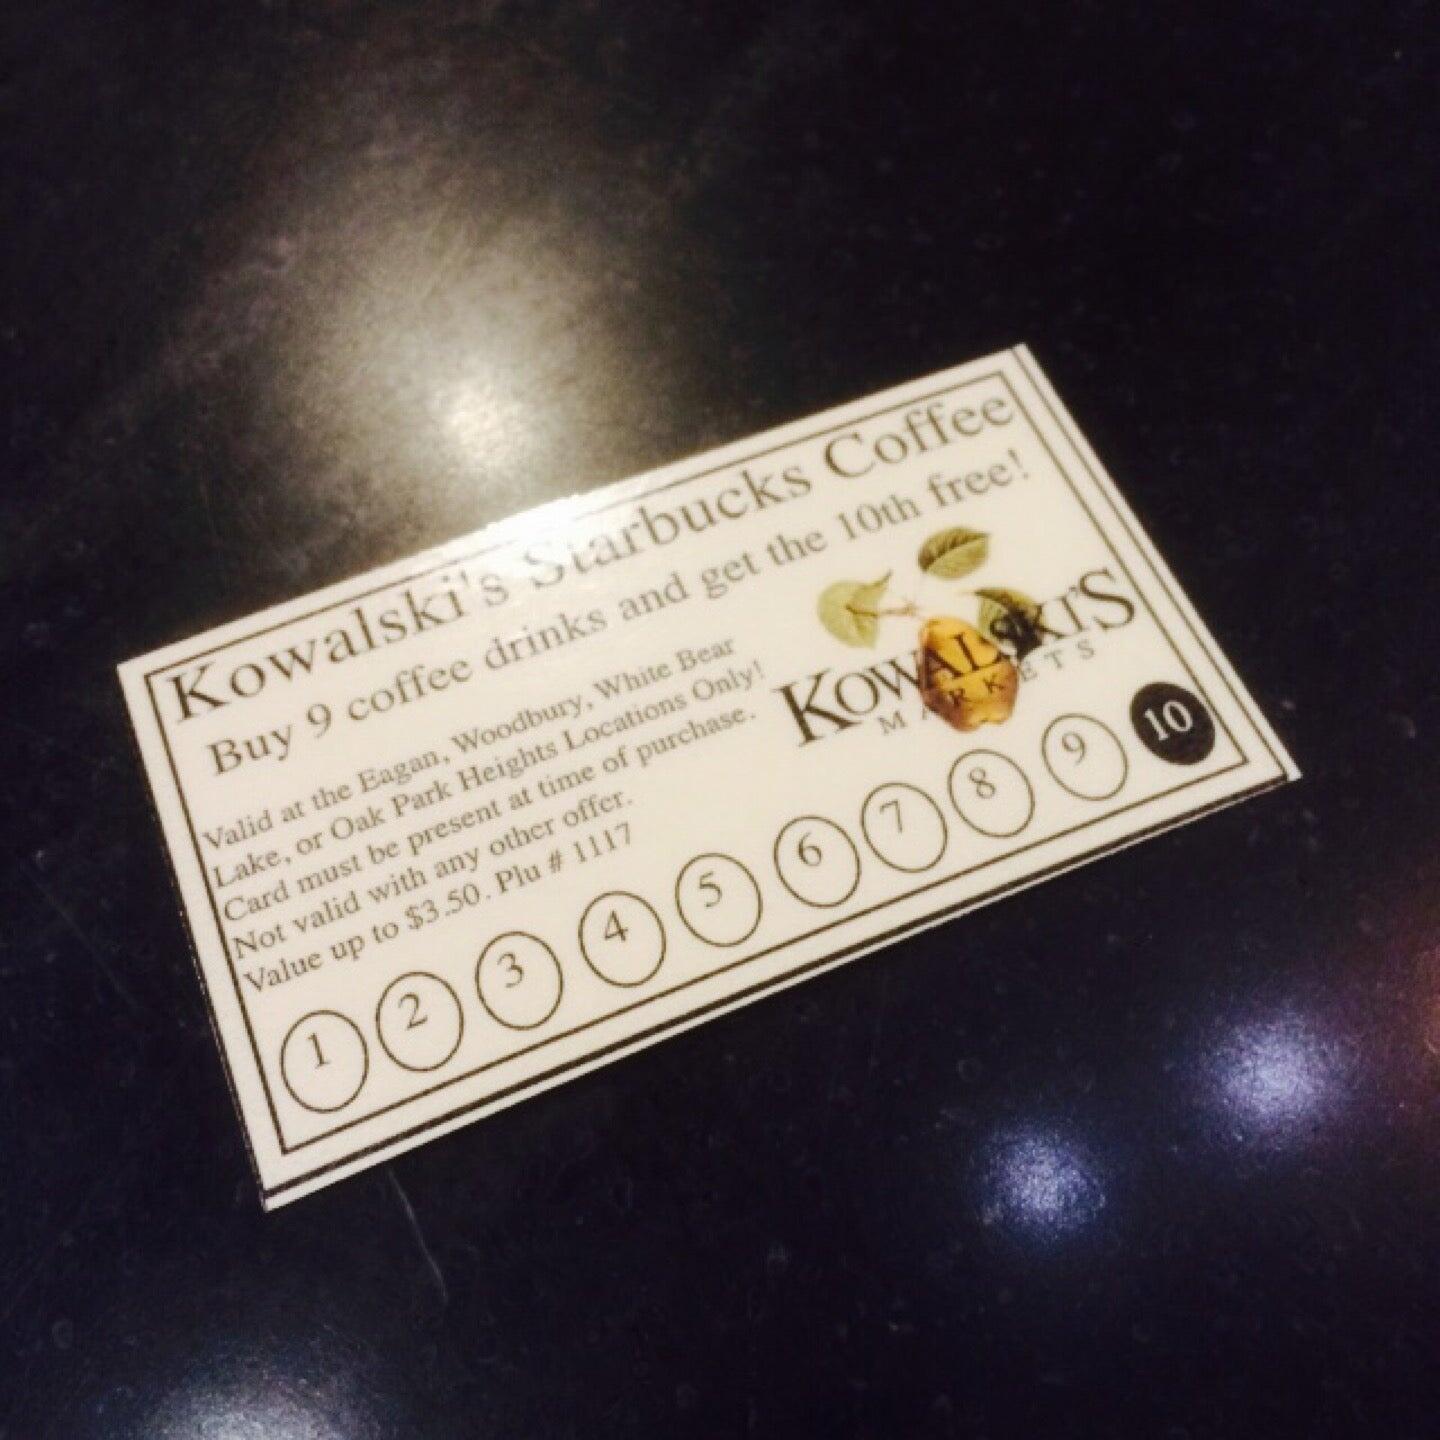 Kowalski's Starbucks Coffee
Buy 9 coffee drinks and get the 10th free!
Valid at the Eagan, Woodbury, White Bear
Lake, or Oak Park Heights Locations Only!
Card must be present at time of purchase.
Not valid with any other offer.
Value up to $3.50. Plu # 1117
KOWALSKI'S
MARKETS
1 2 3 4 5 6 7 8 9 10